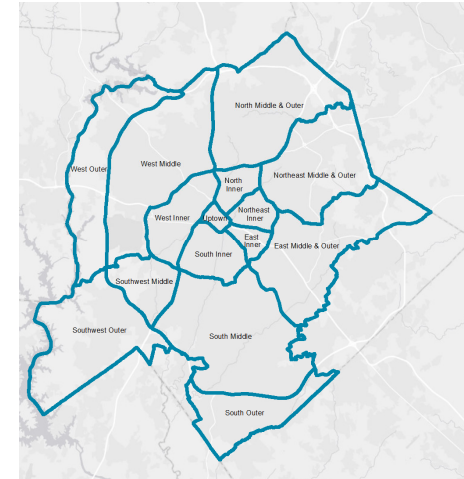 North Middle & Outer
West Middle
West Outer
Northeast Middle & Outer
North
Inner
Northeast
Inner
West Inner
Uptown
East
Inner
East Middle & Outer
South Inner
Southwest Middle
Southwest Outer
South Middle
South Outer